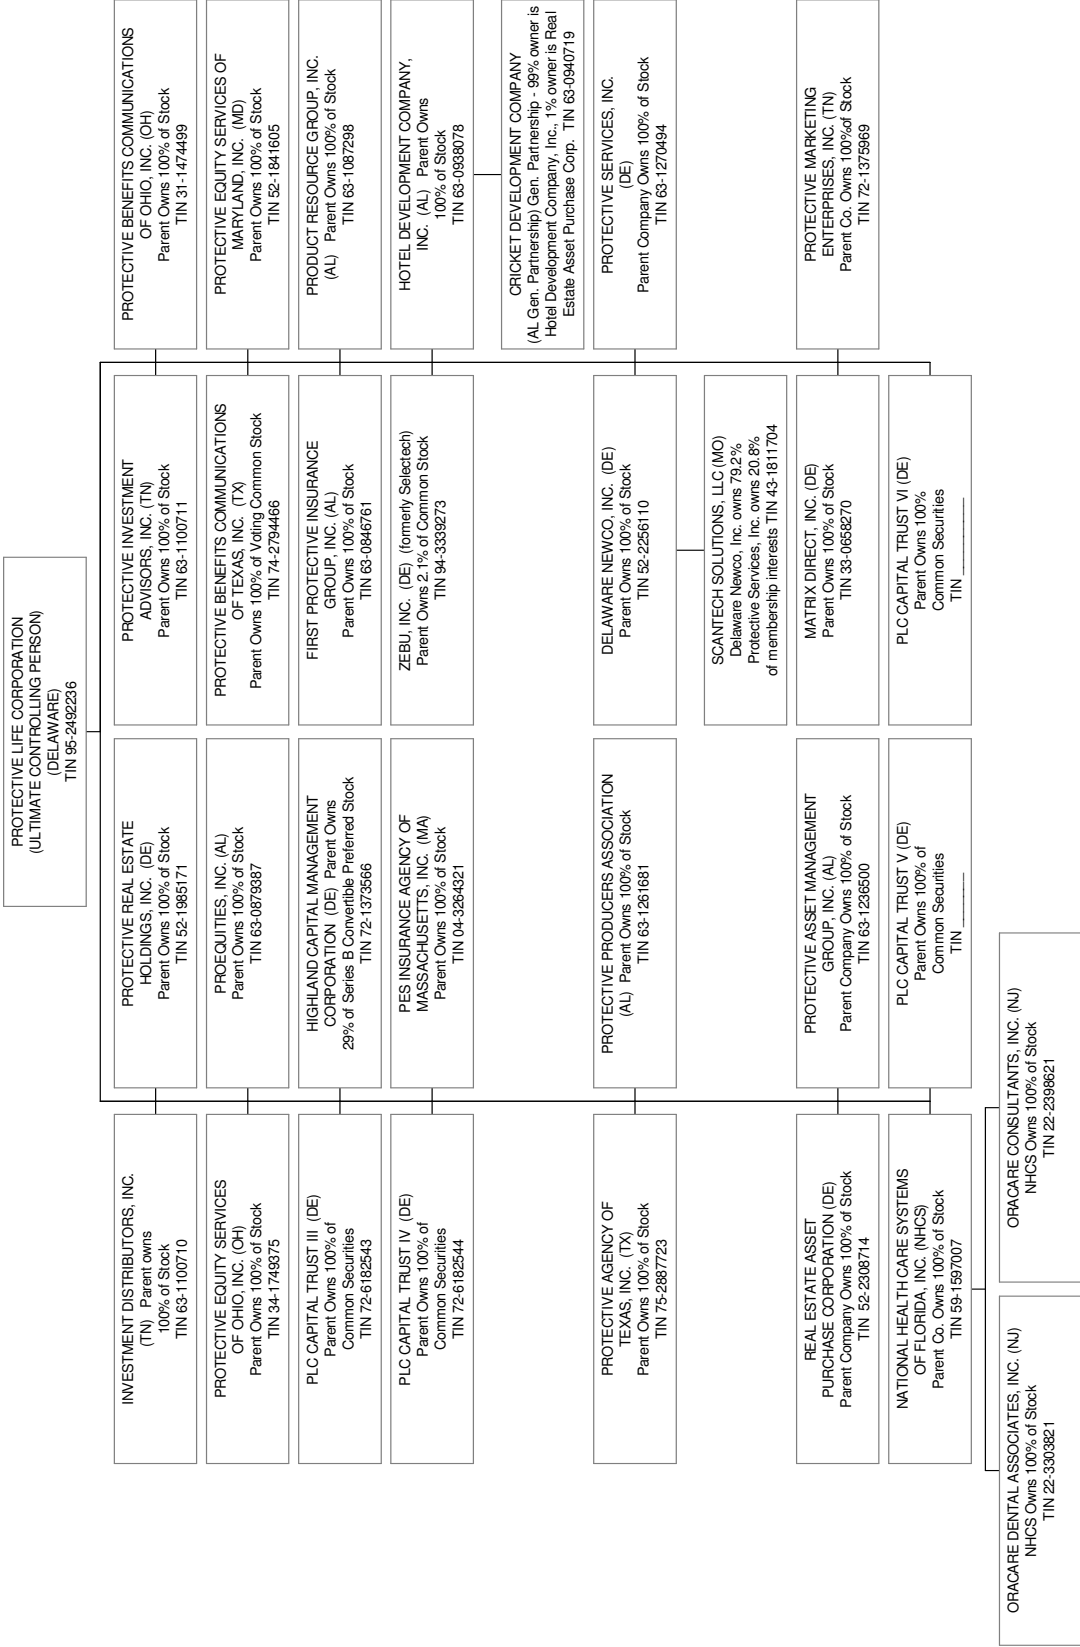 PROTECTIVE LIFE CORPORATION
(ULTIMATE CONTROLLING PERSON)
(DELAWARE)
TIN 95-2492236
INVESTMENT DISTRIBUTORS, INC.
(TN) Parent owns
100% of Stock
TIN 63-1100710
PROTECTIVE REAL ESTATE
HOLDINGS, INC. (DE)
Parent Owns 100% of Stock
TIN 52-1985171
PROTECTIVE INVESTMENT
ADVISORS, INC. (TN)
Parent Owns 100% of Stock
TIN 63-1100711
PROTECTIVE BENEFITS COMMUNICATIONS
OF OHIO, INC. (OH)
Parent Owns 100% of Stock
TIN 31-1474499
PROTECTIVE EQUITY SERVICES
OF OHIO, INC. (OH)
Parent Owns 100% of Stock
TIN 34-1749375
PROEQUITIES, INC. (AL)
Parent Owns 100% of Stock
TIN 63-0879387
PROTECTIVE BENEFITS COMMUNICATIONS
OF TEXAS, INC. (TX)
Parent Owns 100% of Voting Common Stock
TIN 74-2794466
PROTECTIVE EQUITY SERVICES OF
MARYLAND, INC. (MD)
Parent Owns 100% of Stock
TIN 52-1841605
PLC CAPITAL TRUST III (DE)
Parent Owns 100% of
Common Securities
TIN 72-6182543
HIGHLAND CAPITAL MANAGEMENT
CORPORATION (DE) Parent Owns
29% of Series B Convertible Preferred Stock
TIN 72-1373566
FIRST PROTECTIVE INSURANCE
GROUP, INC. (AL)
Parent Owns 100% of Stock
TIN 63-0846761
PRODUCT RESOURCE GROUP, INC.
(AL) Parent Owns 100% of Stock
TIN 63-1087298
PLC CAPITAL TRUST IV (DE)
Parent Owns 100% of
Common Securities
TIN 72-6182544
PES INSURANCE AGENCY OF
MASSACHUSETTS, INC. (MA)
Parent Owns 100% of Stock
TIN 04-3264321
ZEBU, INC. (DE) (formerly Selectech)
Parent Owns 2.1% of Common Stock
TIN 94-3339273
HOTEL DEVELOPMENT COMPANY,
INC. (AL) Parent Owns
100% of Stock
TIN 63-0938078
CRICKET DEVELOPMENT COMPANY
(AL Gen. Partnership) Gen. Partnership - 99% owner is
Hotel Development Company, Inc., 1% owner is Real
Estate Asset Purchase Corp. TIN 63-0940719
PROTECTIVE AGENCY OF
TEXAS, INC. (TX)
Parent Owns 100% of Stock
TIN 75-2887723
PROTECTIVE PRODUCERS ASSOCIATION
(AL) Parent Owns 100% of Stock
TIN 63-1261681
DELAWARE NEWCO, INC. (DE)
Parent Owns 100% of Stock
TIN 52-2256110
PROTECTIVE SERVICES, INC.
(DE)
Parent Company Owns 100% of Stock
TIN 63-1270494
SCANTECH SOLUTIONS, LLC (MO)
Delaware Newco, Inc. owns 79.2%
Protective Services, Inc. owns 20.8%
of membership interests TIN 43-1811704
REAL ESTATE ASSET
PURCHASE CORPORATION (DE)
Parent Company Owns 100% of Stock
TIN 52-2308714
PROTECTIVE ASSET MANAGEMENT
GROUP, INC. (AL)
Parent Company Owns 100% of Stock
TIN 63-1236500
MATRIX DIRECT, INC. (DE)
Parent Owns 100% of Stock
TIN 33-0658270
PROTECTIVE MARKETING
ENTERPRISES, INC. (TN)
Parent Co. Owns 100%of Stock
TIN 72-1375969
NATIONAL HEALTH CARE SYSTEMS
OF FLORIDA, INC. (NHCS)
Parent Co. Owns 100% of Stock
TIN 59-1597007
PLC CAPITAL TRUST V (DE)
Parent Owns 100% of
Common Securities
TIN ________
PLC CAPITAL TRUST VI (DE)
Parent Owns 100%
Common Securities
TIN __________
ORACARE DENTAL ASSOCIATES, INC. (NJ)
NHCS Owns 100% of Stock
TIN 22-3303821
ORACARE CONSULTANTS, INC. (NJ)
NHCS Owns 100% of Stock
TIN 22-2398621